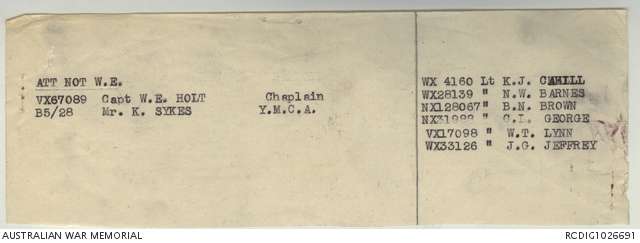 ATT NOT W.E.
VX67089 Capt W.E. HOLT Chaplain
B5/28 Mr. K. SYKES Y.M.C.A.
WX 4160 Lt K.J. CAHILL
WX28139 " N.W. BARNES
NX128067 " B.N. BROWN
" C.L. GEORGE
VX17098 " W.T. LYNN
WX33126 " J.G. JEFFREY
AUSTRALIAN WAR MEMORIAL
RCDIG1026691